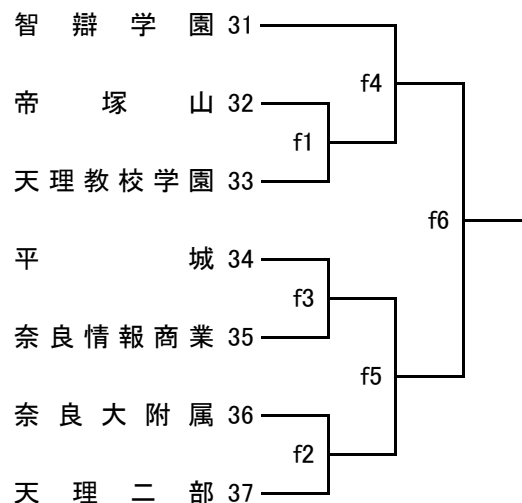 智辯学園 31
f4
帝塚山 32
f1
天理教校学園 33
f6
平城 34
f3
奈良情報商業 35
f5
奈良大附属 36
f2
天理二部 37